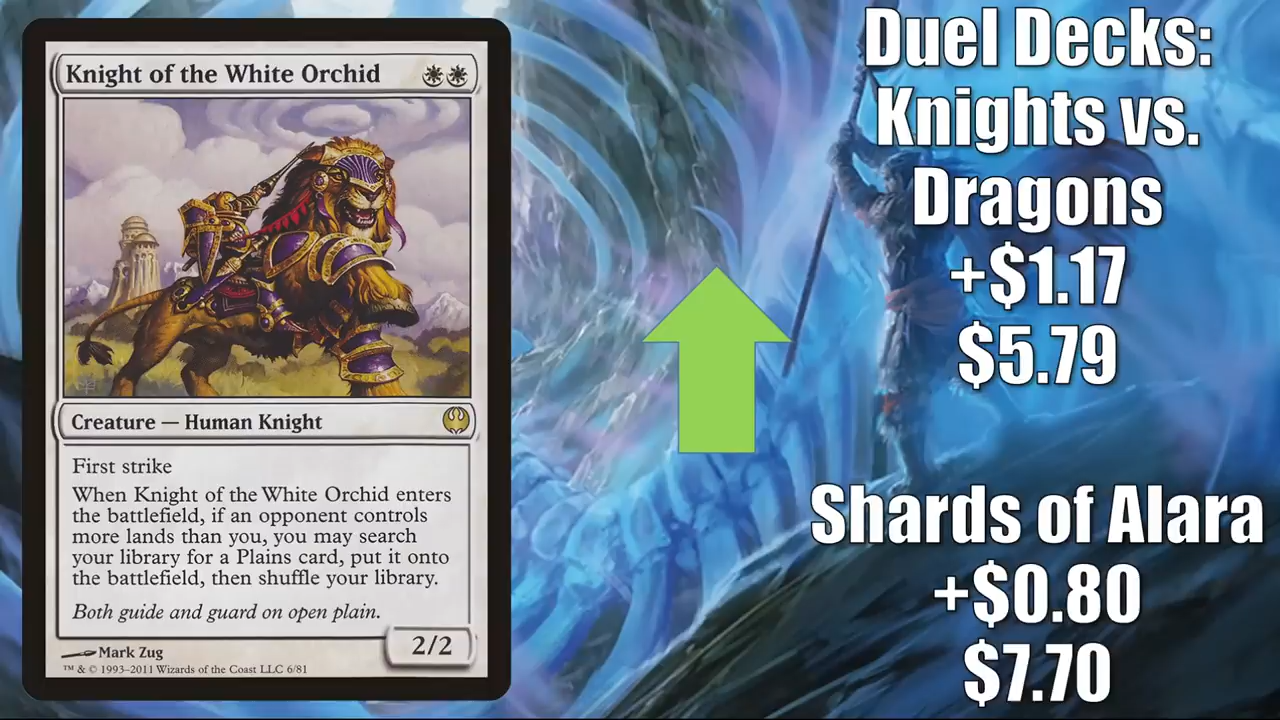 Knight of the White Orchid
Creature — Human Knight
First strike
When Knight of the White Orchid enters
the battlefield, if an opponent controls
more lands than you, you may search
your library for a Plains card, put it onto
the battlefield, then shuffle your library.
Both guide and guard on open plain.
2/2
Mark Zug
™ & © 1993–2011 Wizards of the Coast LLC 6/81
Duel Decks:
Knights vs.
Dragons
+$1.17
$5.79
Shards of Alara
+$0.80
$7.70